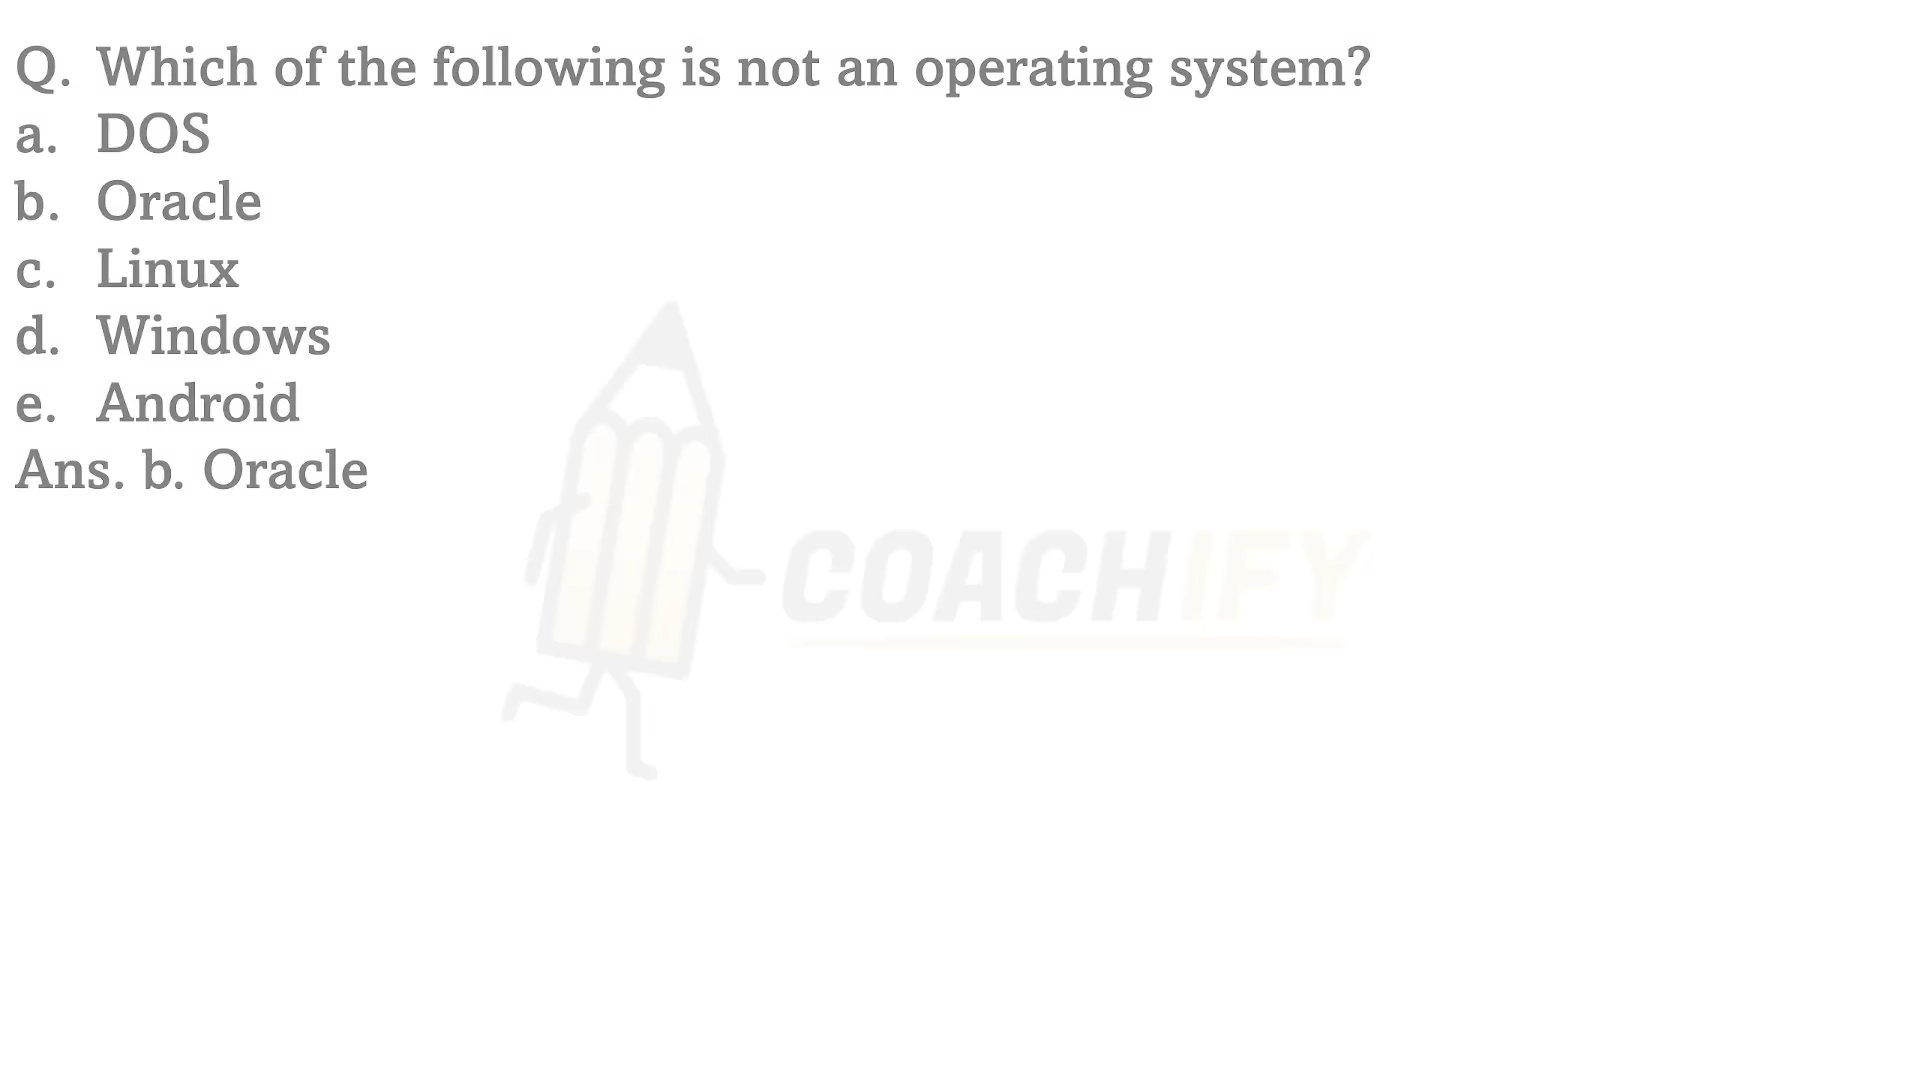 Q. Which of the following is not an operating system?
a. DOS
b. Oracle
c. Linux
d. Windows
e. Android
Ans. b. Oracle
COACHIFY